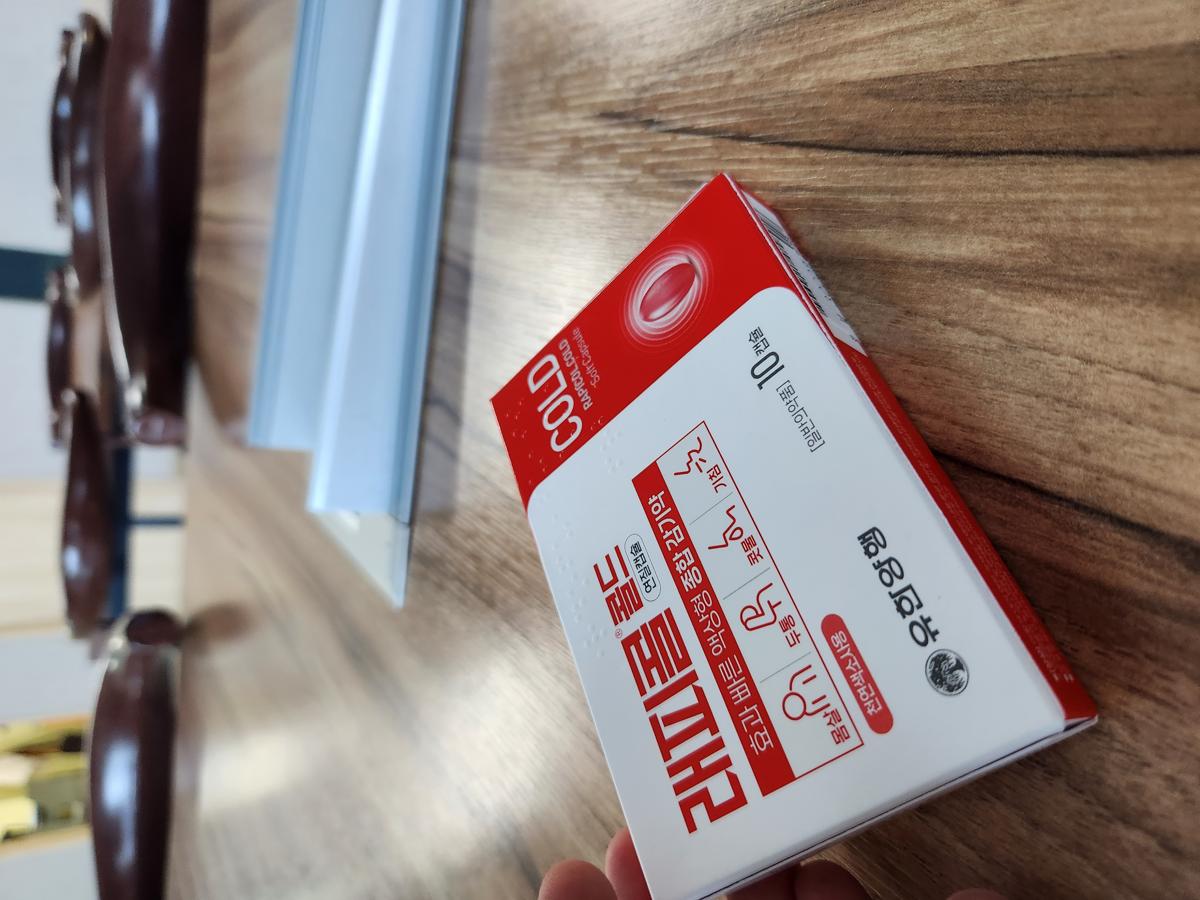 래피콜® 콜드
연질캡슐
효과 빠른 액상형 종합 감기약
몸살
두통
콧물
기침
천연색소사용
[일반의약품] 10캡슐
유한양행
COLD
RAPICOL COLD
Soft Capsule